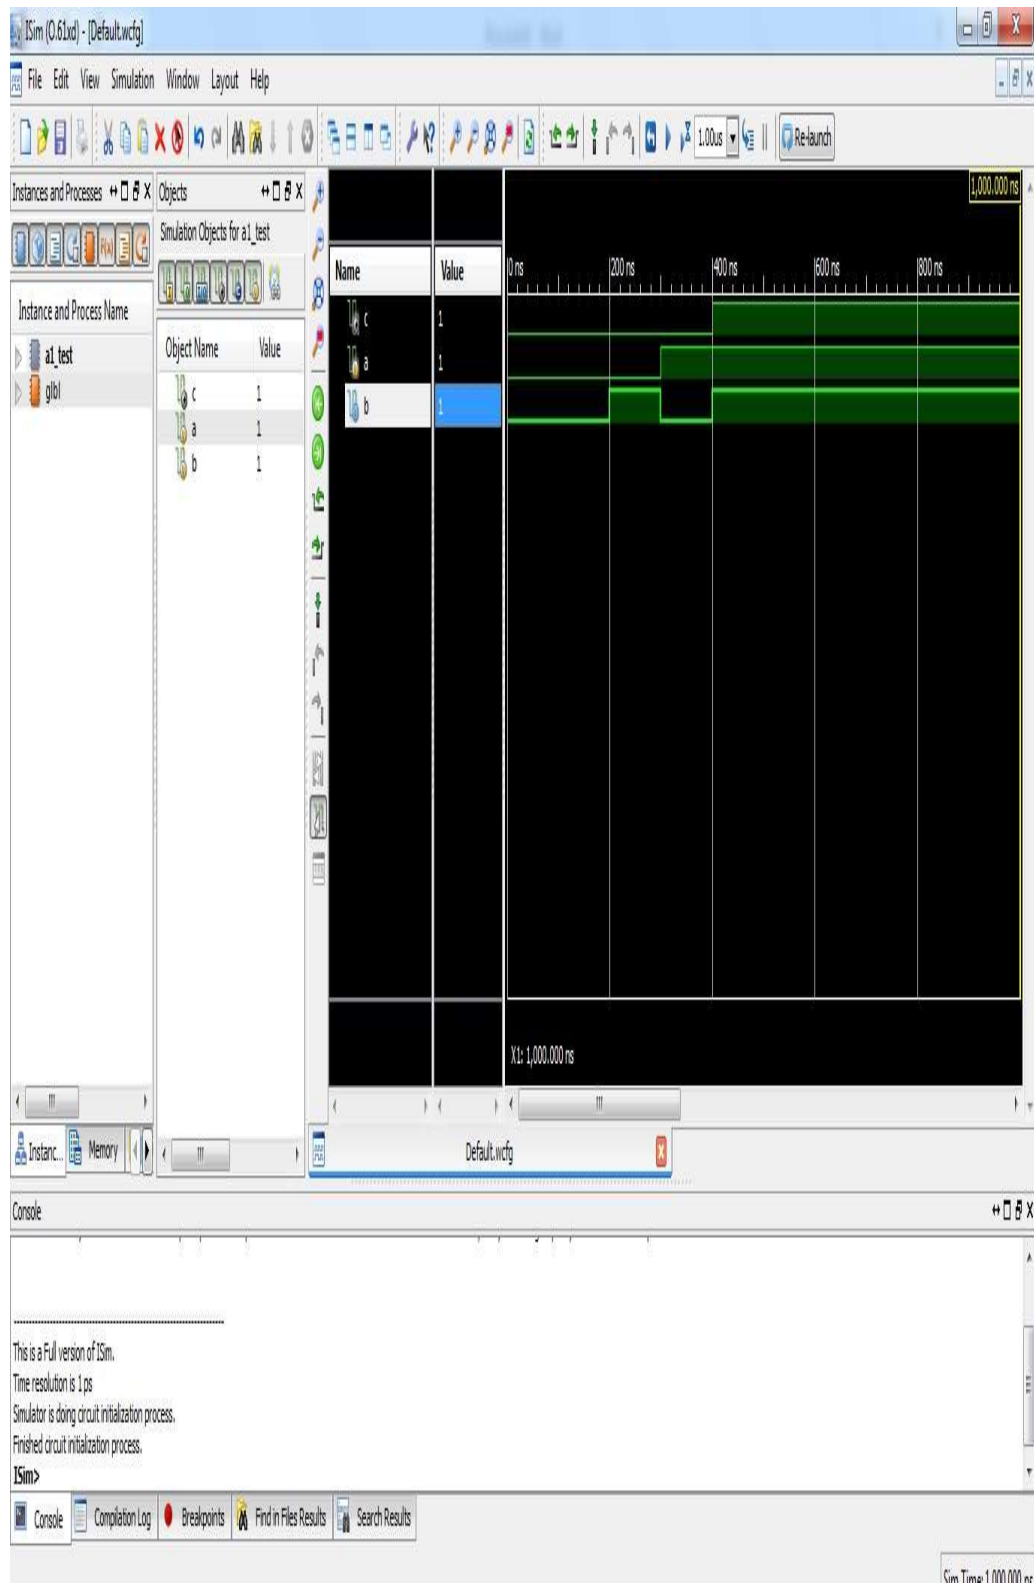 ISim (O.61xd) - [Default.wcfg]
File Edit View Simulation Window Layout Help
1.00us Re-launch
Instances and Processes
Instance and Process Name
a1_test
glbl
Instanc... Memory
Objects
Simulation Objects for a1_test
Object Name Value
c 1
a 1
b 1
Name Value
c 1
a 1
b 1
1,000.000 ns
0 ns 200 ns 400 ns 600 ns 800 ns
X1: 1,000.000 ns
Default.wcfg
Console
This is a Full version of ISim.
Time resolution is 1 ps
Simulator is doing circuit initialization process.
Finished circuit initialization process.
ISim>
Console Compilation Log Breakpoints Find in Files Results Search Results
Sim Time: 1,000,000 ps